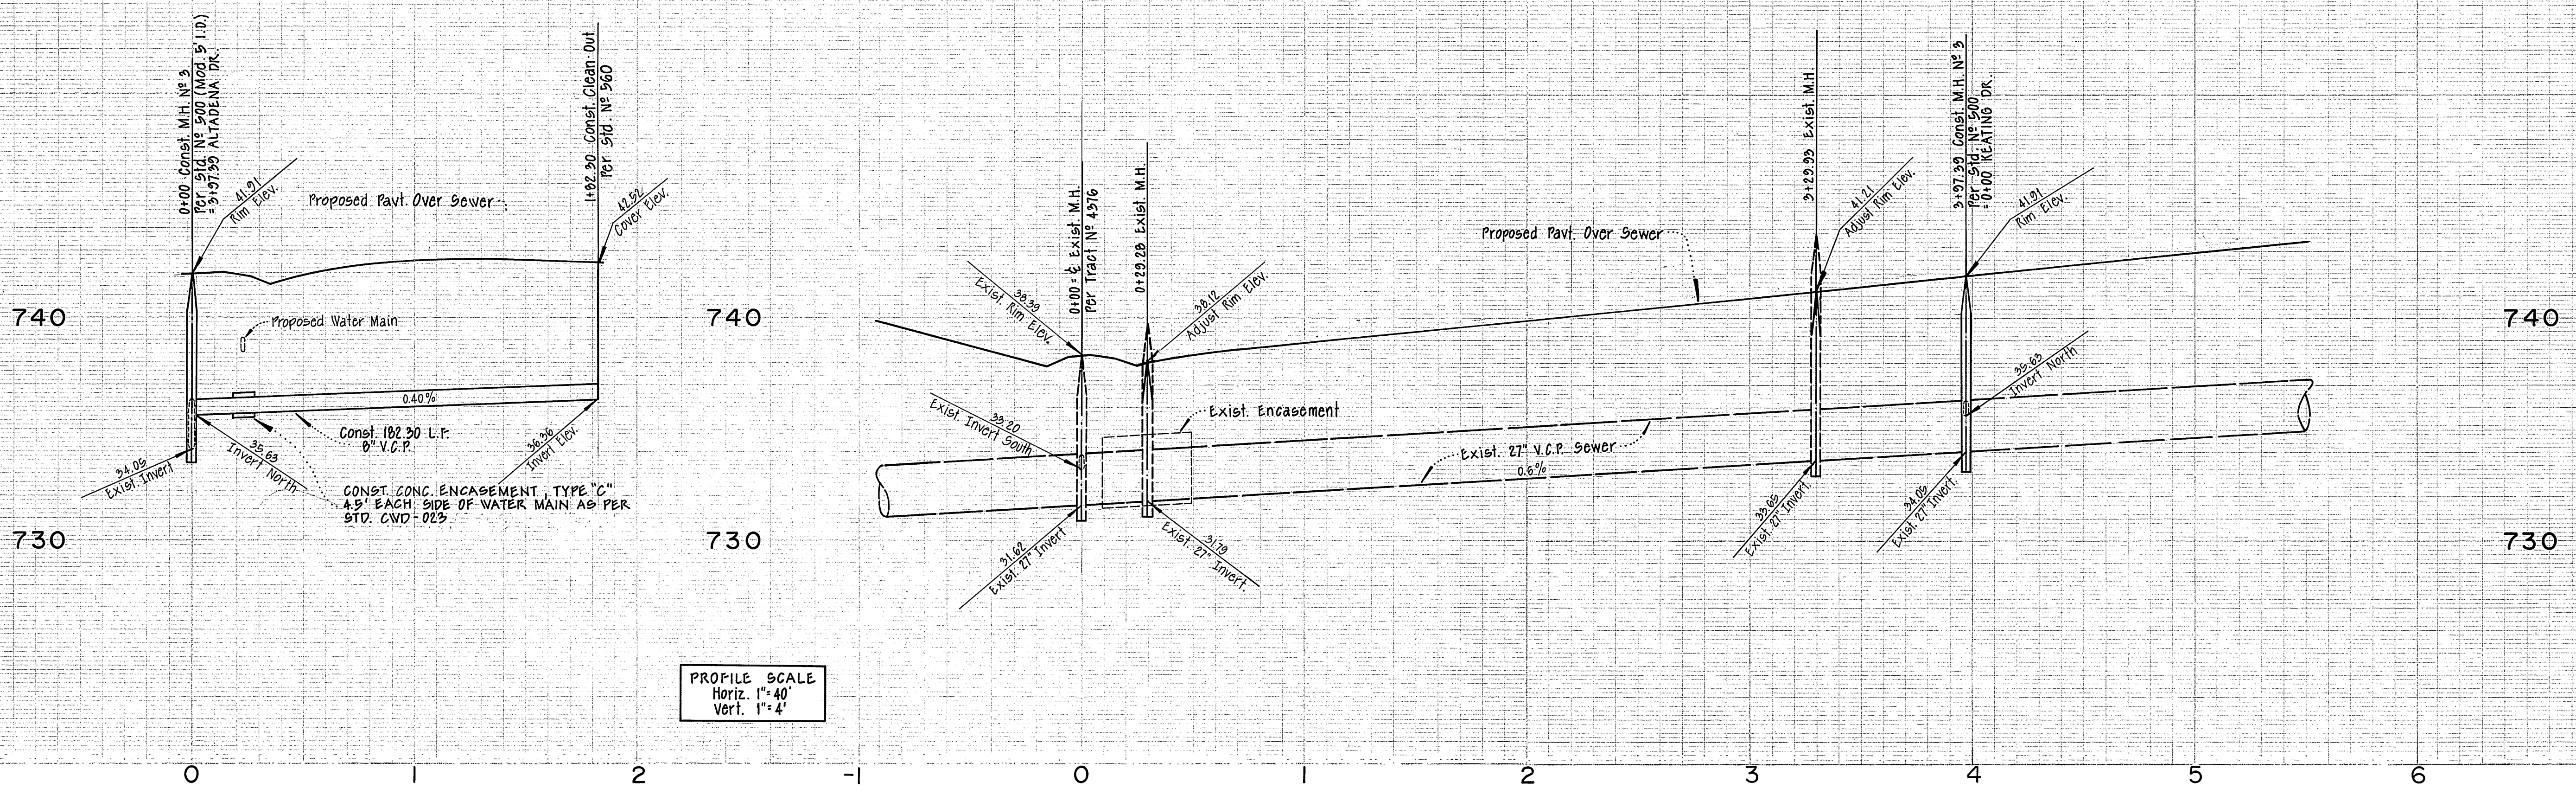 0+00 Const. M.H. Nº 3
Per Std. Nº 500 (Mod. 5' I.D.)
= 3+97.39 ALTADENA DR.
41.91
Rim Elev.
Proposed Pavt. Over Sewer
1+82.30 Const. Clean-Out
Per Std. Nº 560
42.52
Cover Elev.
740
Proposed Water Main
0.40%
Const. 182.30 L.F.
8" V.C.P.
34.05
Exist. Invert
35.63
Invert North
36.36
Invert Elev.
CONST. CONC. ENCASEMENT, TYPE "C"
4.5' EACH SIDE OF WATER MAIN AS PER
STD. CWD-023
730
0 1 2
PROFILE SCALE
Horiz. 1"=40'
Vert. 1"=4'
740
730
0+00 = ₵ Exist. M.H.
Per Tract Nº 4376
0+29.28 Exist. M.H.
38.39
Exist. Rim Elev.
38.12
Adjust Rim Elev.
33.20
Exist. Invert South
Exist. Encasement
31.62
Exist. 27" Invert
31.79
Exist. 27" Invert.
Exist. 27" V.C.P. Sewer
0.6%
Proposed Pavt. Over Sewer
3+29.93 Exist. M.H.
41.21
Adjust Rim Elev.
3+97.39 Const M.H. Nº 3
Per Std. Nº 500
= 0+00 KEATING DR.
41.91
Rim Elev.
35.63
Invert North
33.65
Exist 27" Invert.
34.05
Exist. 27" Invert.
740
730
-1 0 1 2 3 4 5 6